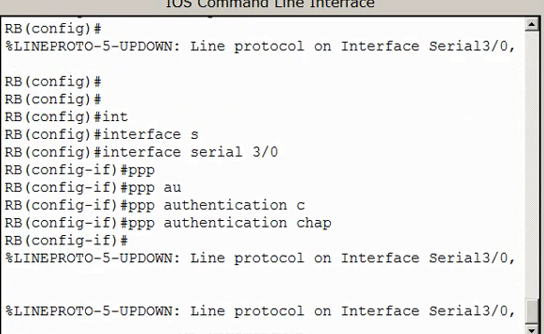 IOS Command Line Interface
RB(config)#
%LINEPROTO-5-UPDOWN: Line protocol on Interface Serial3/0,
RB(config)#
RB(config)#
RB(config)#int
RB(config)#interface s
RB(config)#interface serial 3/0
RB(config-if)#ppp
RB(config-if)#ppp au
RB(config-if)#ppp authentication c
RB(config-if)#ppp authentication chap
RB(config-if)#
%LINEPROTO-5-UPDOWN: Line protocol on Interface Serial3/0,
%LINEPROTO-5-UPDOWN: Line protocol on Interface Serial3/0,